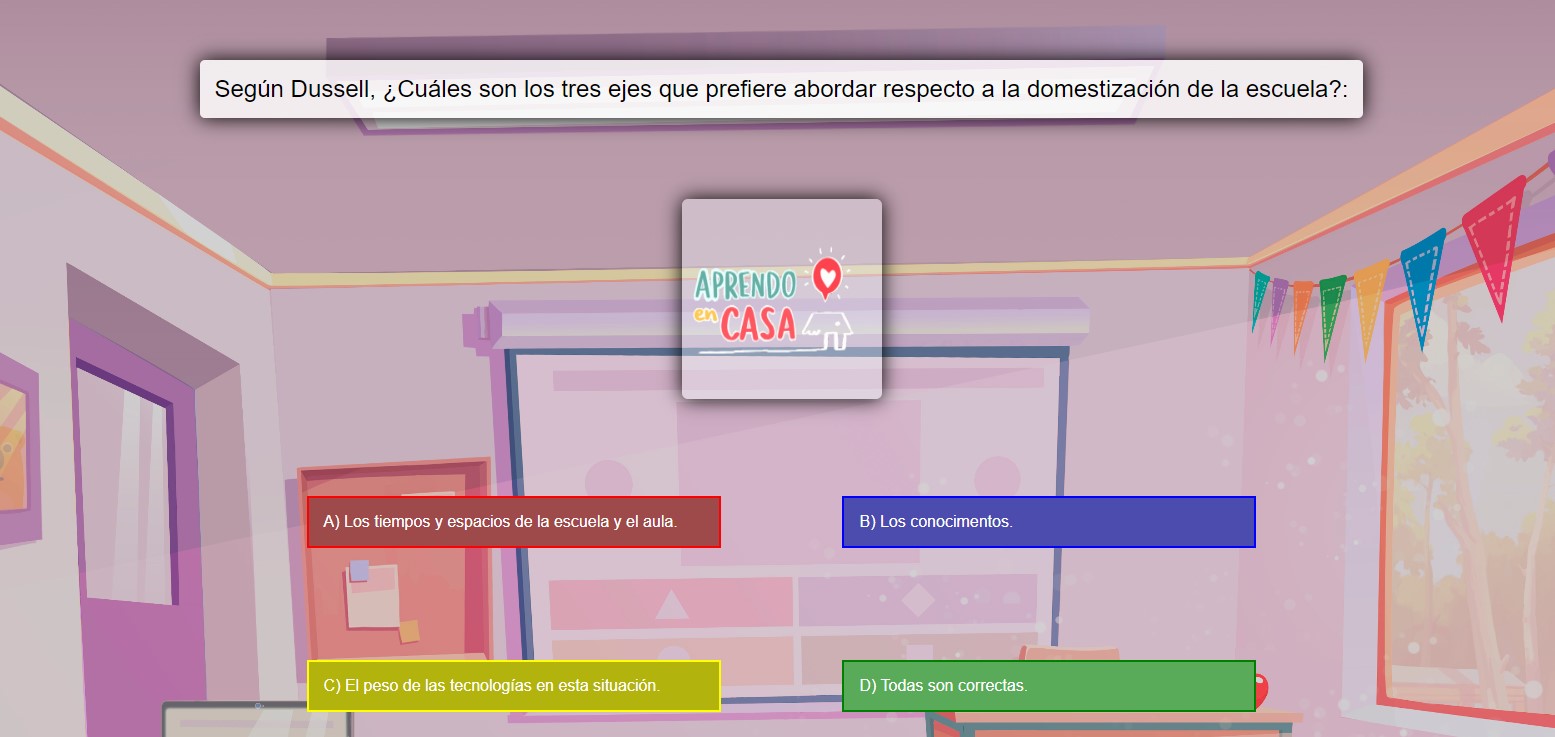 Según Dussell, ¿Cuáles son los tres ejes que prefiere abordar respecto a la domestización de la escuela?:
APRENDO
en CASA
A) Los tiempos y espacios de la escuela y el aula.
B) Los conocimentos.
C) El peso de las tecnologías en esta situación.
D) Todas son correctas.